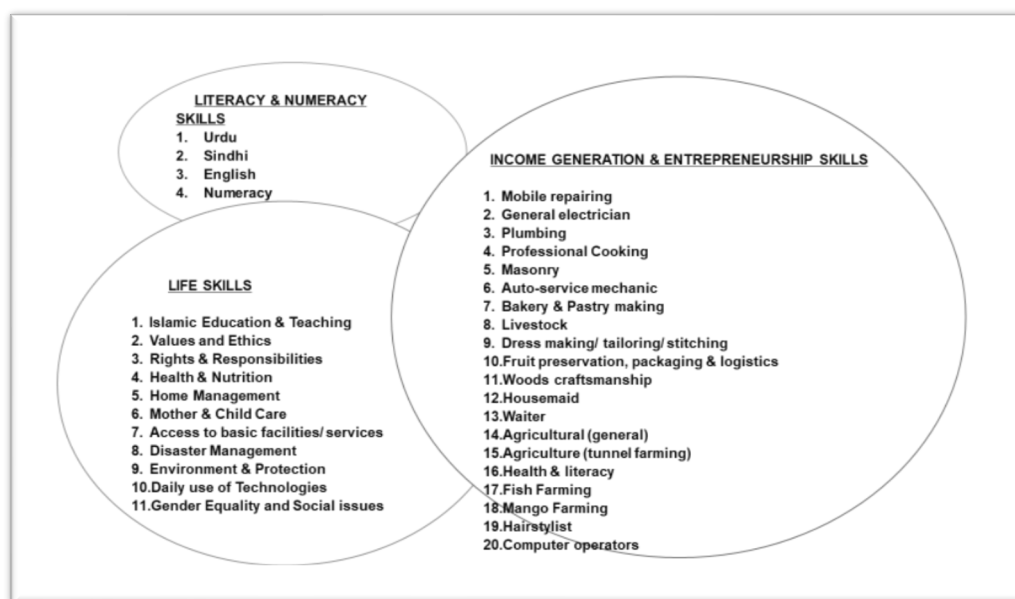 LITERACY & NUMERACY
SKILLS
1. Urdu
2. Sindhi
3. English
4. Numeracy
LIFE SKILLS
1. Islamic Education & Teaching
2. Values and Ethics
3. Rights & Responsibilities
4. Health & Nutrition
5. Home Management
6. Mother & Child Care
7. Access to basic facilities/ services
8. Disaster Management
9. Environment & Protection
10.Daily use of Technologies
11.Gender Equality and Social issues
INCOME GENERATION & ENTREPRENEURSHIP SKILLS
1. Mobile repairing
2. General electrician
3. Plumbing
4. Professional Cooking
5. Masonry
6. Auto-service mechanic
7. Bakery & Pastry making
8. Livestock
9. Dress making/ tailoring/ stitching
10.Fruit preservation, packaging & logistics
11.Woods craftsmanship
12.Housemaid
13.Waiter
14.Agricultural (general)
15.Agriculture (tunnel farming)
16.Health & literacy
17.Fish Farming
18.Mango Farming
19.Hairstylist
20.Computer operators